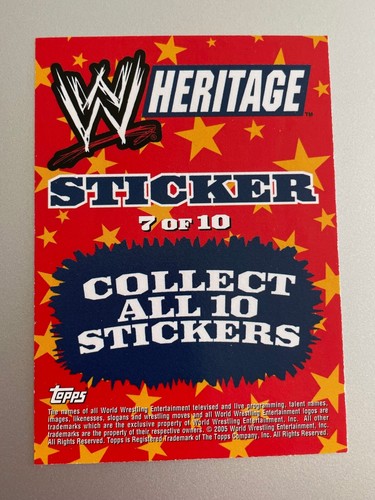 W HERITAGE ™
STICKER
7 OF 10
COLLECT
ALL 10
STICKERS
Topps
The names of all World Wrestling Entertainment televised and live programming, talent names,
images, likenesses, slogans and wrestling moves and all World Wrestling Entertainment logos are
trademarks which are the exclusive property of World Wrestling Entertainment, Inc. All other
trademarks are the property of their respective owners. © 2005 World Wrestling Entertainment, Inc.
All Rights Reserved. Topps is Registered Trademark of The Topps Company, Inc. All Rights Reserved.